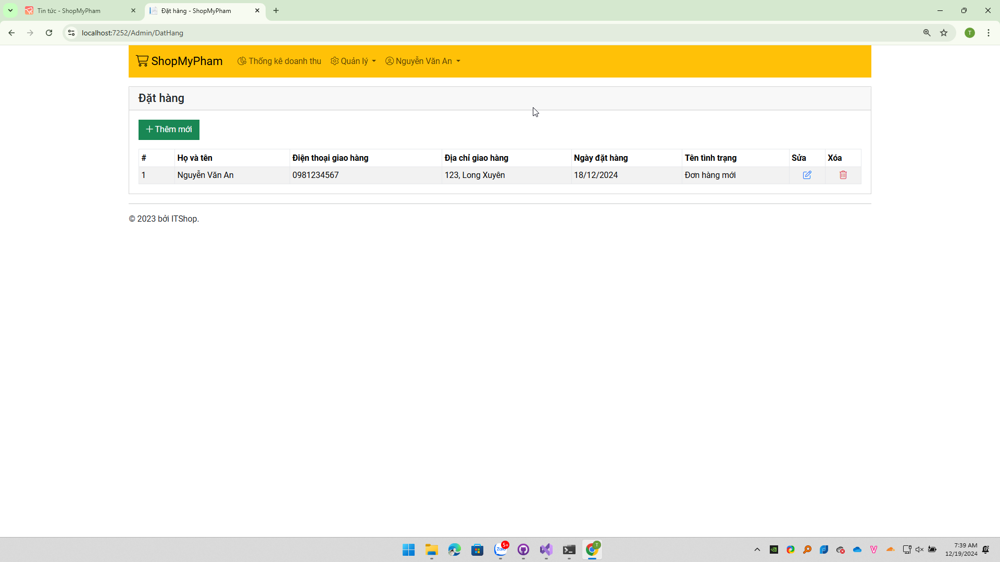 Tin tức - ShopMyPham
Đặt hàng - ShopMyPham
localhost:7252/Admin/DatHang
T
ShopMyPham
Thống kê doanh thu
Quản lý
Nguyễn Văn An
Đặt hàng
Thêm mới
# Họ và tên Điện thoại giao hàng Địa chỉ giao hàng Ngày đặt hàng Tên tình trạng Sửa Xóa
1 Nguyễn Văn An 0981234567 123, Long Xuyên 18/12/2024 Đơn hàng mới
© 2023 bởi ITShop.
5+
Zalo
T
7:39 AM
12/19/2024